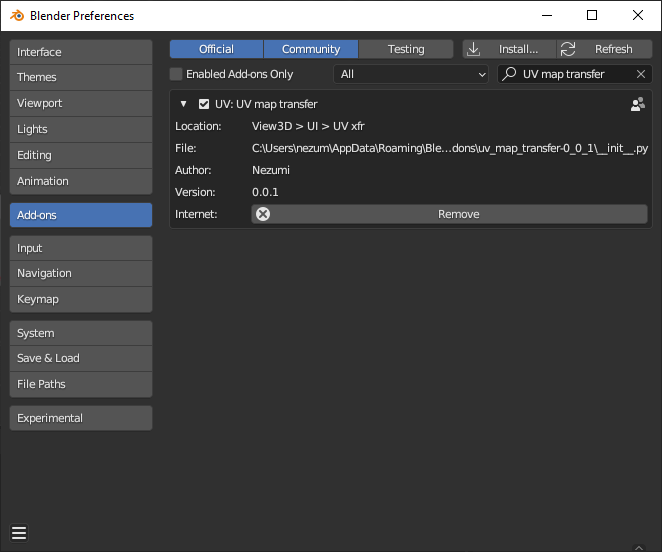 Blender Preferences
Interface
Themes
Viewport
Lights
Editing
Animation
Add-ons
Input
Navigation
Keymap
System
Save & Load
File Paths
Experimental
Official Community Testing Install... Refresh
Enabled Add-ons Only All UV map transfer
UV: UV map transfer
Location: View3D > UI > UV xfr
File: C:\Users\nezum\AppData\Roaming\Ble...dons\uv_map_transfer-0_0_1\__init__.py
Author: Nezumi
Version: 0.0.1
Internet: Remove